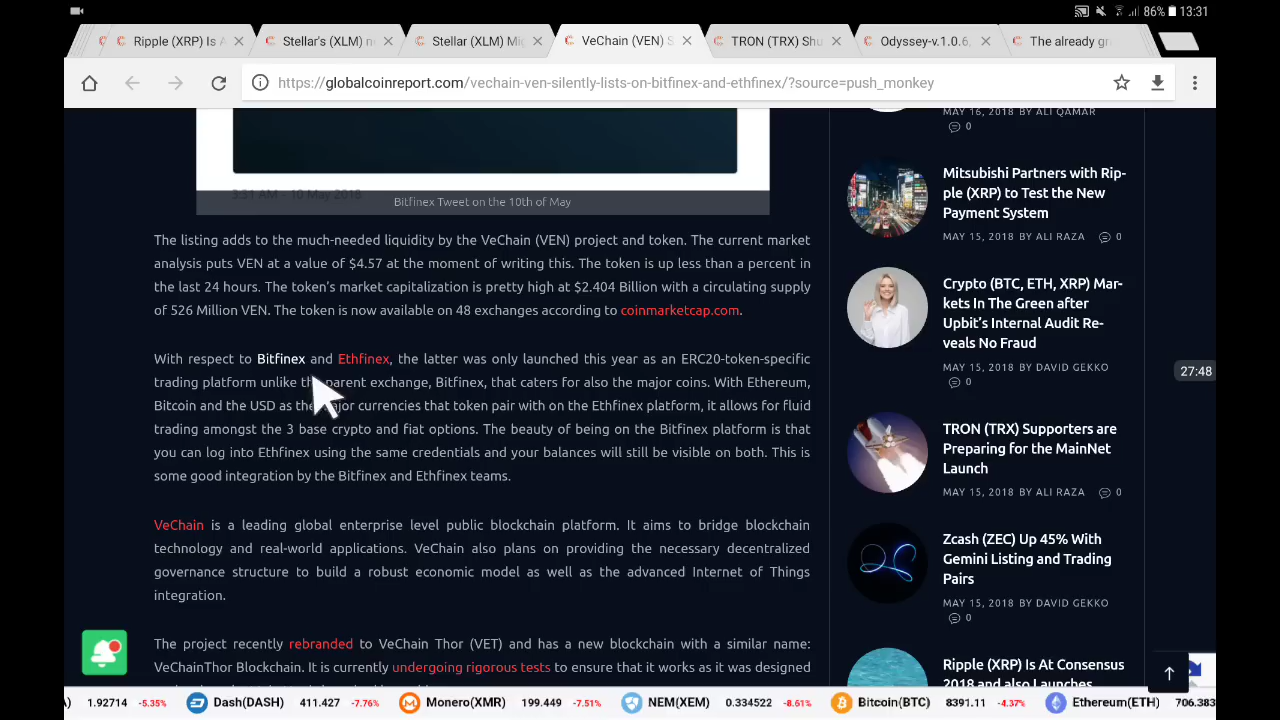 86% 13:31
Ripple (XRP) Is A
Stellar's (XLM) n
Stellar (XLM) Mi
VeChain (VEN) S
TRON (TRX) Shu
Odyssey-v.1.0.6,
The already gr
https://globalcoinreport.com/vechain-ven-silently-lists-on-bitfinex-and-ethfinex/?source=push_monkey
3:31 AM - 10 May 2018
Bitfinex Tweet on the 10th of May
The listing adds to the much-needed liquidity by the VeChain (VEN) project and token. The current market
analysis puts VEN at a value of $4.57 at the moment of writing this. The token is up less than a percent in
the last 24 hours. The token's market capitalization is pretty high at $2.404 Billion with a circulating supply
of 526 Million VEN. The token is now available on 48 exchanges according to coinmarketcap.com.
With respect to Bitfinex and Ethfinex, the latter was only launched this year as an ERC20-token-specific
trading platform unlike the parent exchange, Bitfinex, that caters for also the major coins. With Ethereum,
Bitcoin and the USD as the major currencies that token pair with on the Ethfinex platform, it allows for fluid
trading amongst the 3 base crypto and fiat options. The beauty of being on the Bitfinex platform is that
you can log into Ethfinex using the same credentials and your balances will still be visible on both. This is
some good integration by the Bitfinex and Ethfinex teams.
VeChain is a leading global enterprise level public blockchain platform. It aims to bridge blockchain
technology and real-world applications. VeChain also plans on providing the necessary decentralized
governance structure to build a robust economic model as well as the advanced Internet of Things
integration.
The project recently rebranded to VeChain Thor (VET) and has a new blockchain with a similar name:
VeChainThor Blockchain. It is currently undergoing rigorous tests to ensure that it works as it was designed
MAY 16, 2018 BY ALI QAMAR
0
Mitsubishi Partners with Rip-
ple (XRP) to Test the New
Payment System
MAY 15, 2018 BY ALI RAZA 0
Crypto (BTC, ETH, XRP) Mar-
kets In The Green after
Upbit's Internal Audit Re-
veals No Fraud
MAY 15, 2018 BY DAVID GEKKO
0
TRON (TRX) Supporters are
Preparing for the MainNet
Launch
MAY 15, 2018 BY ALI RAZA 0
Zcash (ZEC) Up 45% With
Gemini Listing and Trading
Pairs
MAY 15, 2018 BY DAVID GEKKO
0
Ripple (XRP) Is At Consensus
2018 and also Launches
27:48
A) 1.92714 -5.35% Dash(DASH) 411.427 -7.76% Monero(XMR) 199.449 -7.51% NEM(XEM) 0.334522 -8.61% Bitcoin(BTC) 8391.11 -4.37% Ethereum(ETH) 706.383